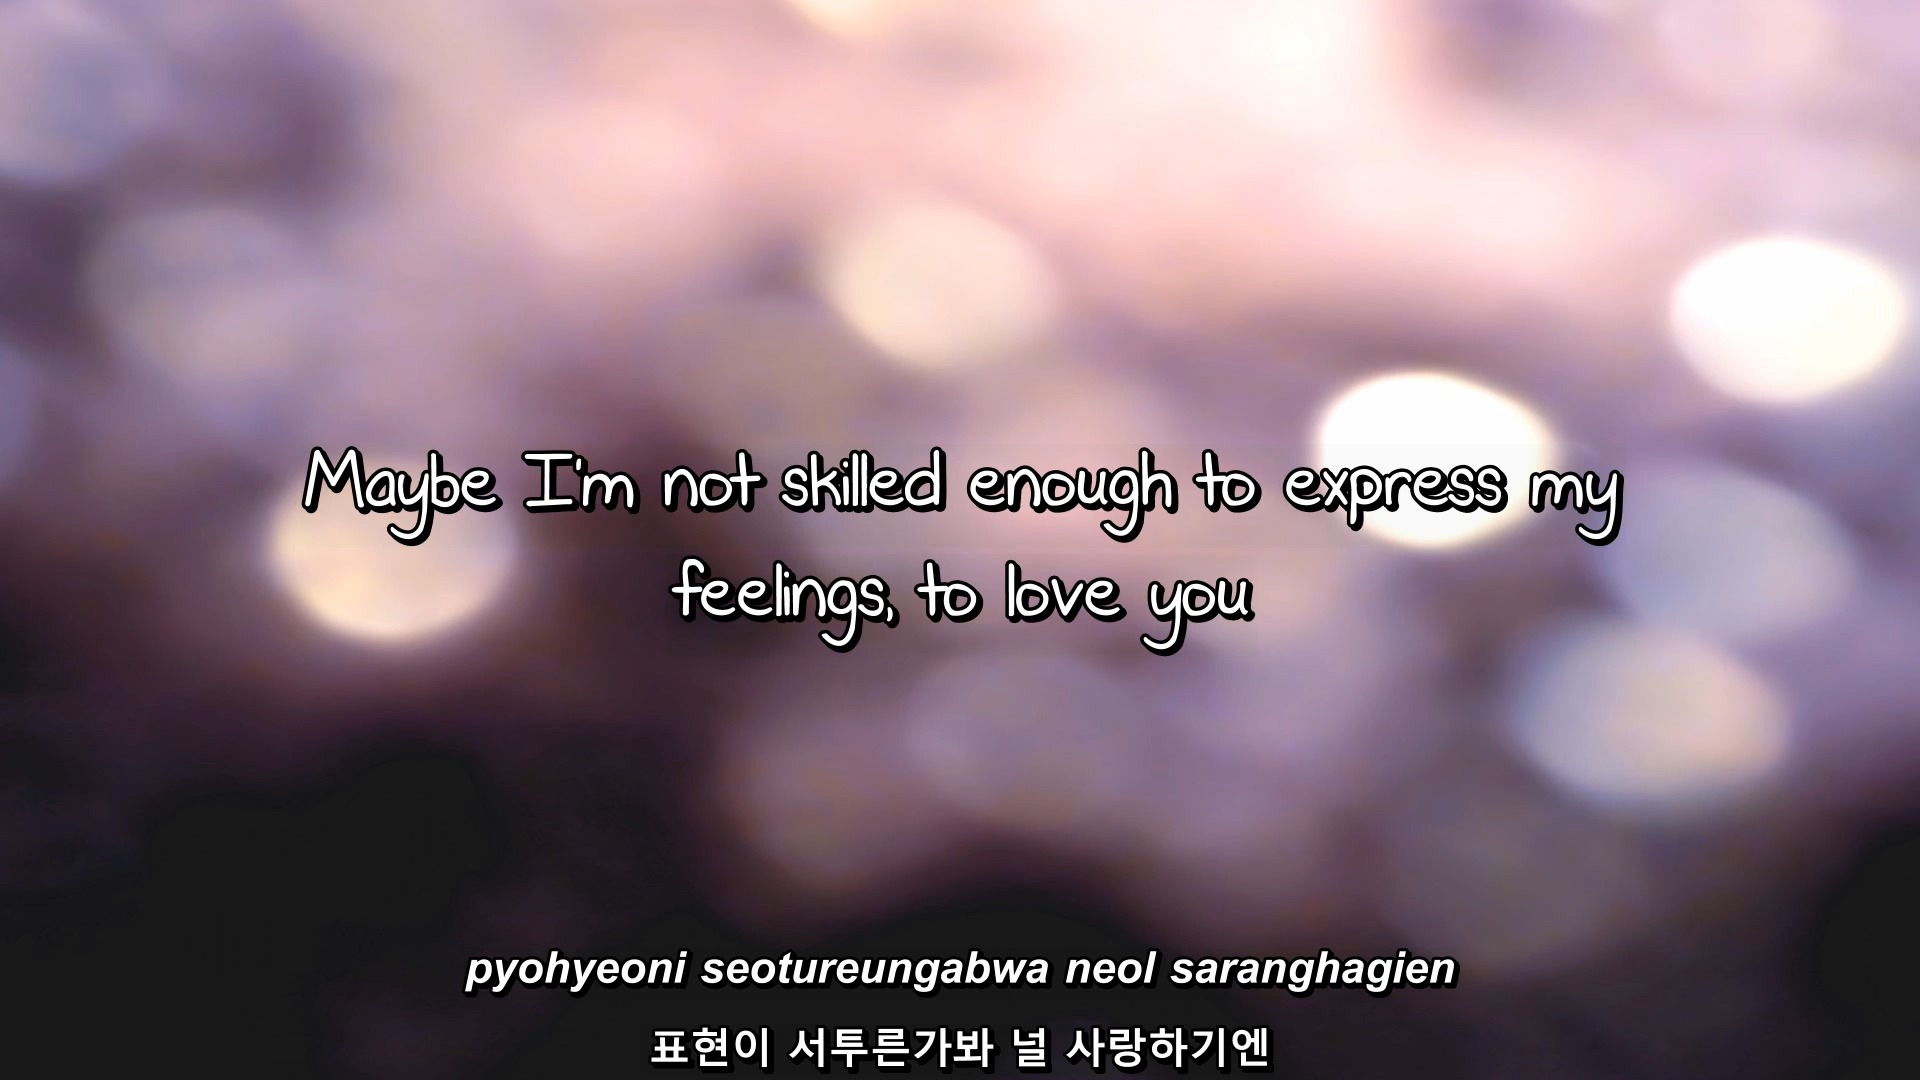 Maybe I'm not skilled enough to express my
feelings, to love you
pyohyeoni seotureungabwa neol saranghagien
표현이 서투른가봐 널 사랑하기엔